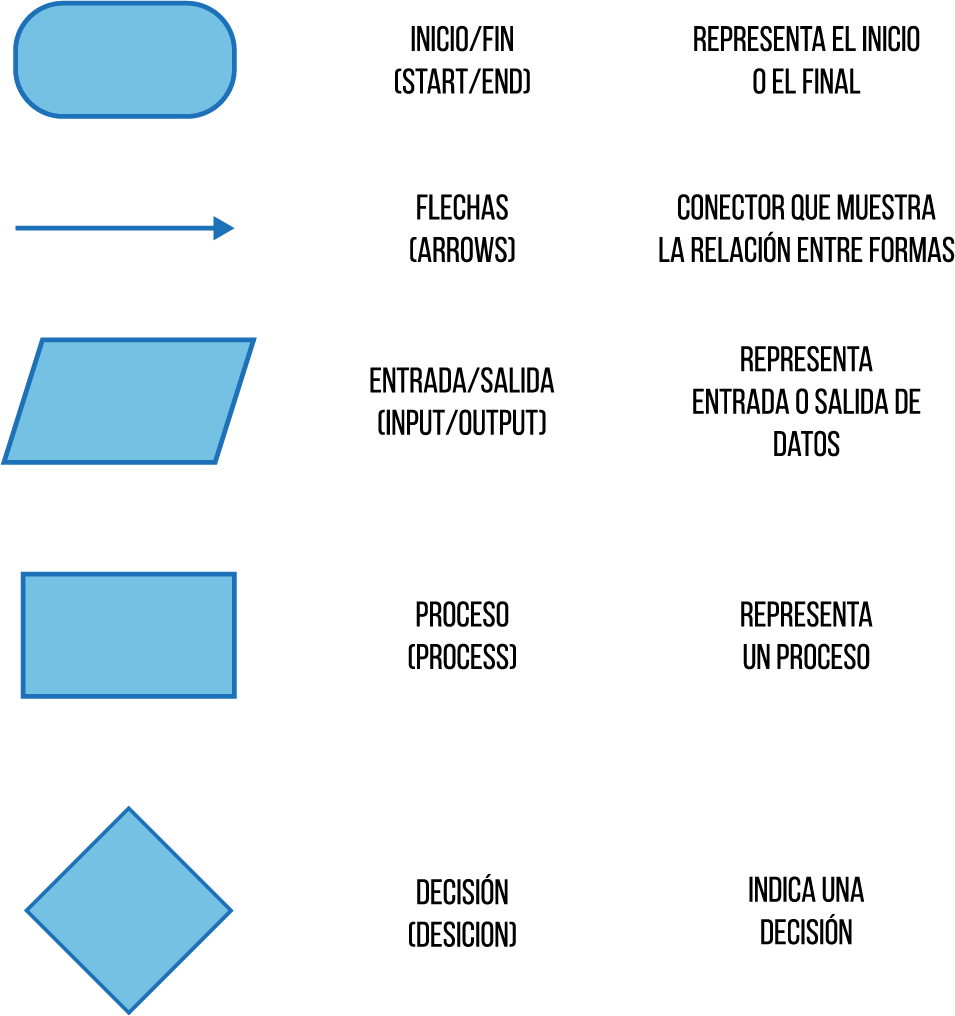 INICIO/FIN
(START/END)
REPRESENTA EL INICIO
O EL FINAL
FLECHAS
(ARROWS)
CONECTOR QUE MUESTRA
LA RELACIÓN ENTRE FORMAS
ENTRADA/SALIDA
(INPUT/OUTPUT)
REPRESENTA
ENTRADA O SALIDA DE
DATOS
PROCESO
(PROCESS)
REPRESENTA
UN PROCESO
DECISIÓN
(DESICION)
INDICA UNA
DECISIÓN